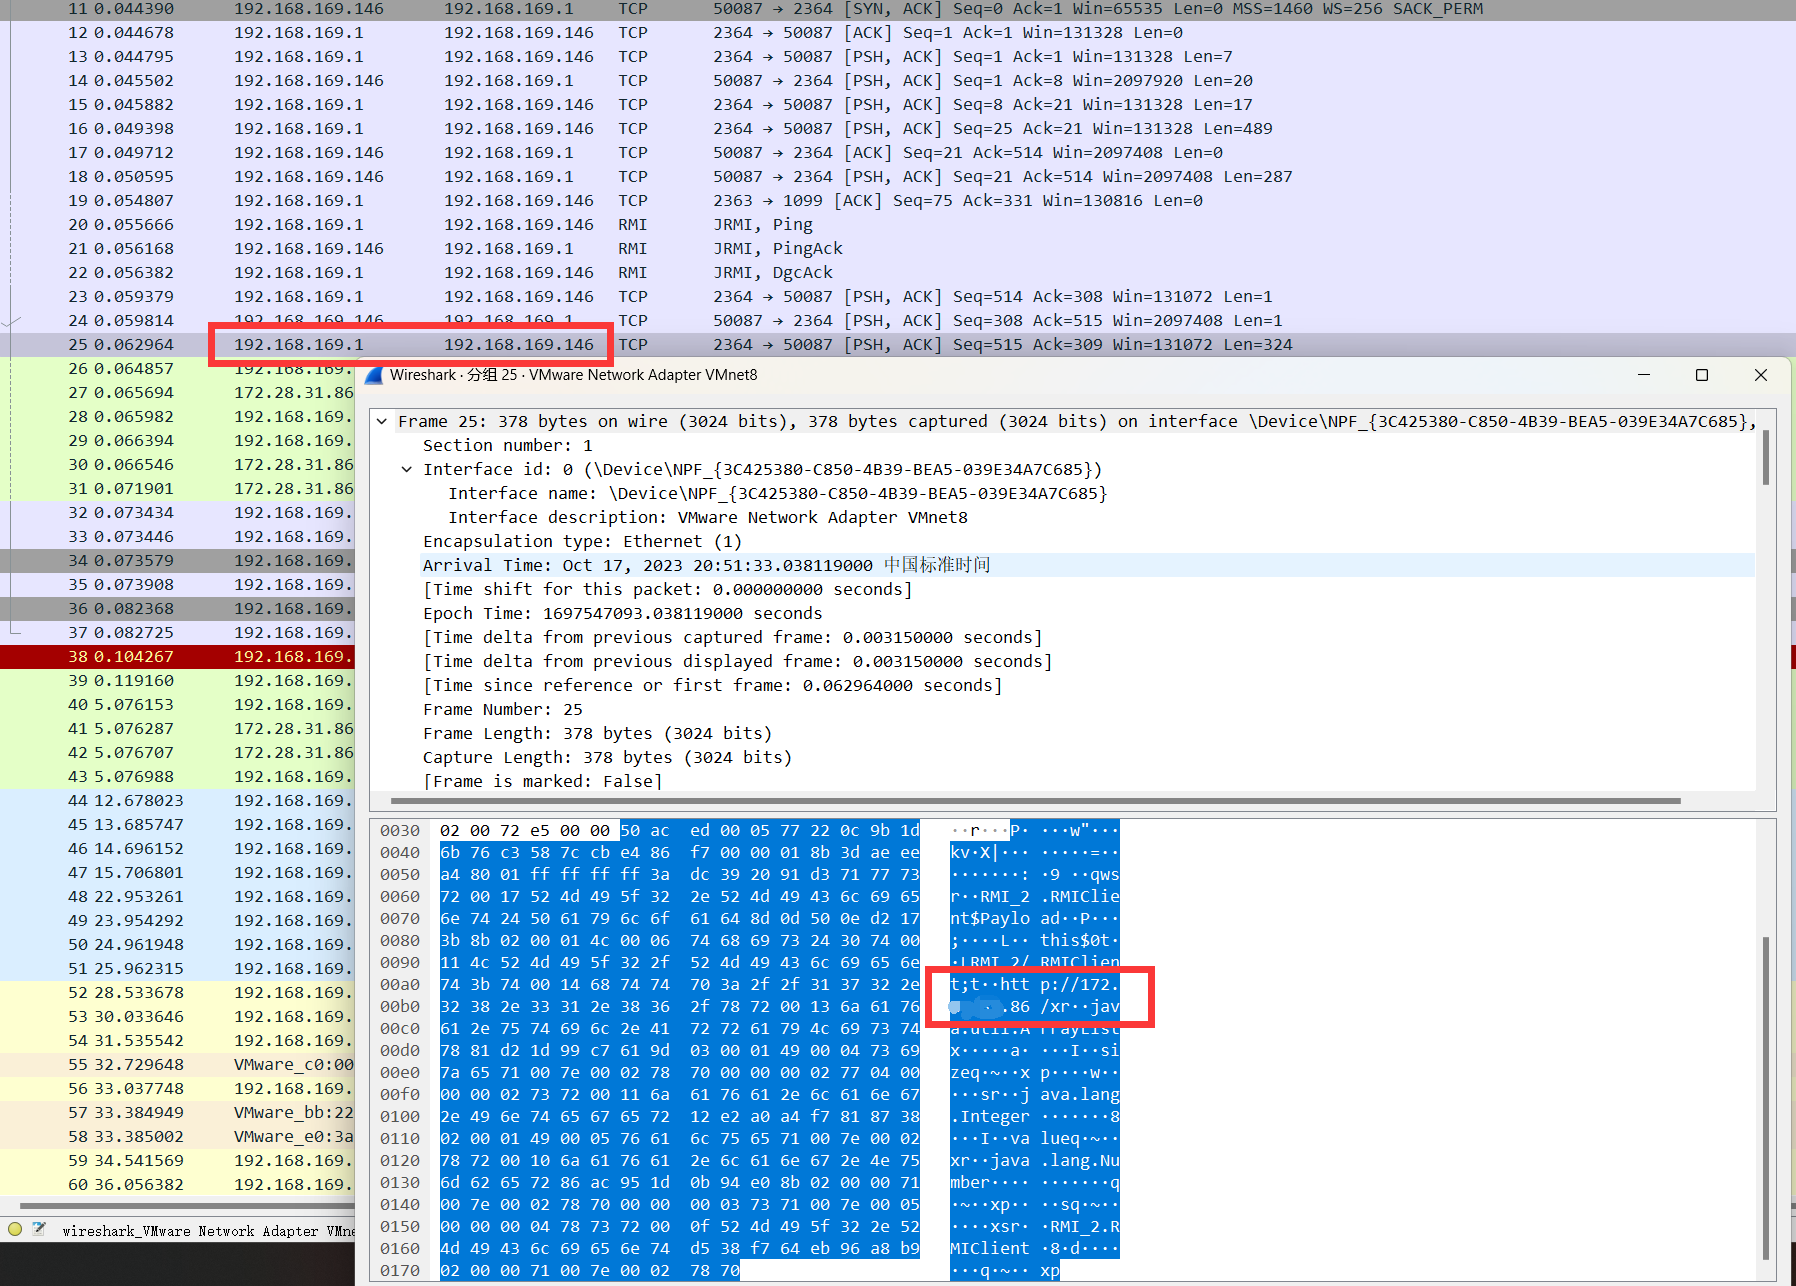 11 0.044390 192.168.169.146 192.168.169.1 TCP 50087 → 2364 [SYN, ACK] Seq=0 Ack=1 Win=65535 Len=0 MSS=1460 WS=256 SACK_PERM
12 0.044678 192.168.169.1 192.168.169.146 TCP 2364 → 50087 [ACK] Seq=1 Ack=1 Win=131328 Len=0
13 0.044795 192.168.169.1 192.168.169.146 TCP 2364 → 50087 [PSH, ACK] Seq=1 Ack=1 Win=131328 Len=7
14 0.045502 192.168.169.146 192.168.169.1 TCP 50087 → 2364 [PSH, ACK] Seq=1 Ack=8 Win=2097920 Len=20
15 0.045882 192.168.169.1 192.168.169.146 TCP 2364 → 50087 [PSH, ACK] Seq=8 Ack=21 Win=131328 Len=17
16 0.049398 192.168.169.1 192.168.169.146 TCP 2364 → 50087 [PSH, ACK] Seq=25 Ack=21 Win=131328 Len=489
17 0.049712 192.168.169.146 192.168.169.1 TCP 50087 → 2364 [ACK] Seq=21 Ack=514 Win=2097408 Len=0
18 0.050595 192.168.169.146 192.168.169.1 TCP 50087 → 2364 [PSH, ACK] Seq=21 Ack=514 Win=2097408 Len=287
19 0.054807 192.168.169.1 192.168.169.146 TCP 2363 → 1099 [ACK] Seq=75 Ack=331 Win=130816 Len=0
20 0.055666 192.168.169.1 192.168.169.146 RMI JRMI, Ping
21 0.056168 192.168.169.146 192.168.169.1 RMI JRMI, PingAck
22 0.056382 192.168.169.1 192.168.169.146 RMI JRMI, DgcAck
23 0.059379 192.168.169.1 192.168.169.146 TCP 2364 → 50087 [PSH, ACK] Seq=514 Ack=308 Win=131072 Len=1
24 0.059814 192.168.169.146 192.168.169.1 TCP 50087 → 2364 [PSH, ACK] Seq=308 Ack=515 Win=2097408 Len=1
25 0.062964 192.168.169.1 192.168.169.146 TCP 2364 → 50087 [PSH, ACK] Seq=515 Ack=309 Win=131072 Len=324
26 0.064857 192.168.169.
27 0.065694 172.28.31.86
28 0.065982 192.168.169.
29 0.066394 192.168.169.
30 0.066546 172.28.31.86
31 0.071901 172.28.31.86
32 0.073434 192.168.169.
33 0.073446 192.168.169.
34 0.073579 192.168.169.
35 0.073908 192.168.169.
36 0.082368 192.168.169.
37 0.082725 192.168.169.
38 0.104267 192.168.169.
39 0.119160 192.168.169.
40 5.076153 192.168.169.
41 5.076287 172.28.31.86
42 5.076707 172.28.31.86
43 5.076988 192.168.169.
44 12.678023 192.168.169.
45 13.685747 192.168.169.
46 14.696152 192.168.169.
47 15.706801 192.168.169.
48 22.953261 192.168.169.
49 23.954292 192.168.169.
50 24.961948 192.168.169.
51 25.962315 192.168.169.
52 28.533678 192.168.169.
53 30.033646 192.168.169.
54 31.535542 192.168.169.
55 32.729648 VMware_c0:00
56 33.037748 192.168.169.
57 33.384949 VMware_bb:22
58 33.385002 VMware_e0:3a
59 34.541569 192.168.169.
60 36.056382 192.168.169.
wireshark_VMware Network Adapter VMne
Wireshark · 分组 25 · VMware Network Adapter VMnet8
Frame 25: 378 bytes on wire (3024 bits), 378 bytes captured (3024 bits) on interface \Device\NPF_{3C425380-C850-4B39-BEA5-039E34A7C685},
Section number: 1
Interface id: 0 (\Device\NPF_{3C425380-C850-4B39-BEA5-039E34A7C685})
Interface name: \Device\NPF_{3C425380-C850-4B39-BEA5-039E34A7C685}
Interface description: VMware Network Adapter VMnet8
Encapsulation type: Ethernet (1)
Arrival Time: Oct 17, 2023 20:51:33.038119000 中国标准时间
[Time shift for this packet: 0.000000000 seconds]
Epoch Time: 1697547093.038119000 seconds
[Time delta from previous captured frame: 0.003150000 seconds]
[Time delta from previous displayed frame: 0.003150000 seconds]
[Time since reference or first frame: 0.062964000 seconds]
Frame Number: 25
Frame Length: 378 bytes (3024 bits)
Capture Length: 378 bytes (3024 bits)
[Frame is marked: False]
0030 02 00 72 e5 00 00 50 ac ed 00 05 77 22 0c 9b 1d ··r···P· ···w"···
0040 6b 76 c3 58 7c cb e4 86 f7 00 00 01 8b 3d ae ee kv·X|··· ·····=··
0050 a4 80 01 ff ff ff ff 3a dc 39 20 91 d3 71 77 73 ·······: ·9 ··qws
0060 72 00 17 52 4d 49 5f 32 2e 52 4d 49 43 6c 69 65 r··RMI_2 .RMIClie
0070 6e 74 24 50 61 79 6c 6f 61 64 8d 0d 50 0e d2 17 nt$Paylo ad··P···
0080 3b 8b 02 00 01 4c 00 06 74 68 69 73 24 30 74 00 ;····L·· this$0t·
0090 11 4c 52 4d 49 5f 32 2f 52 4d 49 43 6c 69 65 6e ·LRMI_2/ RMIClien
00a0 74 3b 74 00 14 68 74 74 70 3a 2f 2f 31 37 32 2e t;t··htt p://172.
00b0 32 38 2e 33 31 2e 38 36 2f 78 72 00 13 6a 61 76 .86 /xr··jav
00c0 61 2e 75 74 69 6c 2e 41 72 72 61 79 4c 69 73 74 a.util.A rrayList
00d0 78 81 d2 1d 99 c7 61 9d 03 00 01 49 00 04 73 69 x·····a· ···I··si
00e0 7a 65 71 00 7e 00 02 78 70 00 00 00 02 77 04 00 zeq·~··x p····w··
00f0 00 00 02 73 72 00 11 6a 61 76 61 2e 6c 61 6e 67 ···sr··j ava.lang
0100 2e 49 6e 74 65 67 65 72 12 e2 a0 a4 f7 81 87 38 .Integer ·······8
0110 02 00 01 49 00 05 76 61 6c 75 65 71 00 7e 00 02 ···I··va lueq·~··
0120 78 72 00 10 6a 61 76 61 2e 6c 61 6e 67 2e 4e 75 xr··java .lang.Nu
0130 6d 62 65 72 86 ac 95 1d 0b 94 e0 8b 02 00 00 71 mber···· ·······q
0140 00 7e 00 02 78 70 00 00 00 03 73 71 00 7e 00 05 ·~··xp·· ··sq·~··
0150 00 00 00 04 78 73 72 00 0f 52 4d 49 5f 32 2e 52 ····xsr· ·RMI_2.R
0160 4d 49 43 6c 69 65 6e 74 d5 38 f7 64 eb 96 a8 b9 MIClient ·8·d····
0170 02 00 00 71 00 7e 00 02 78 70 ···q·~·· xp